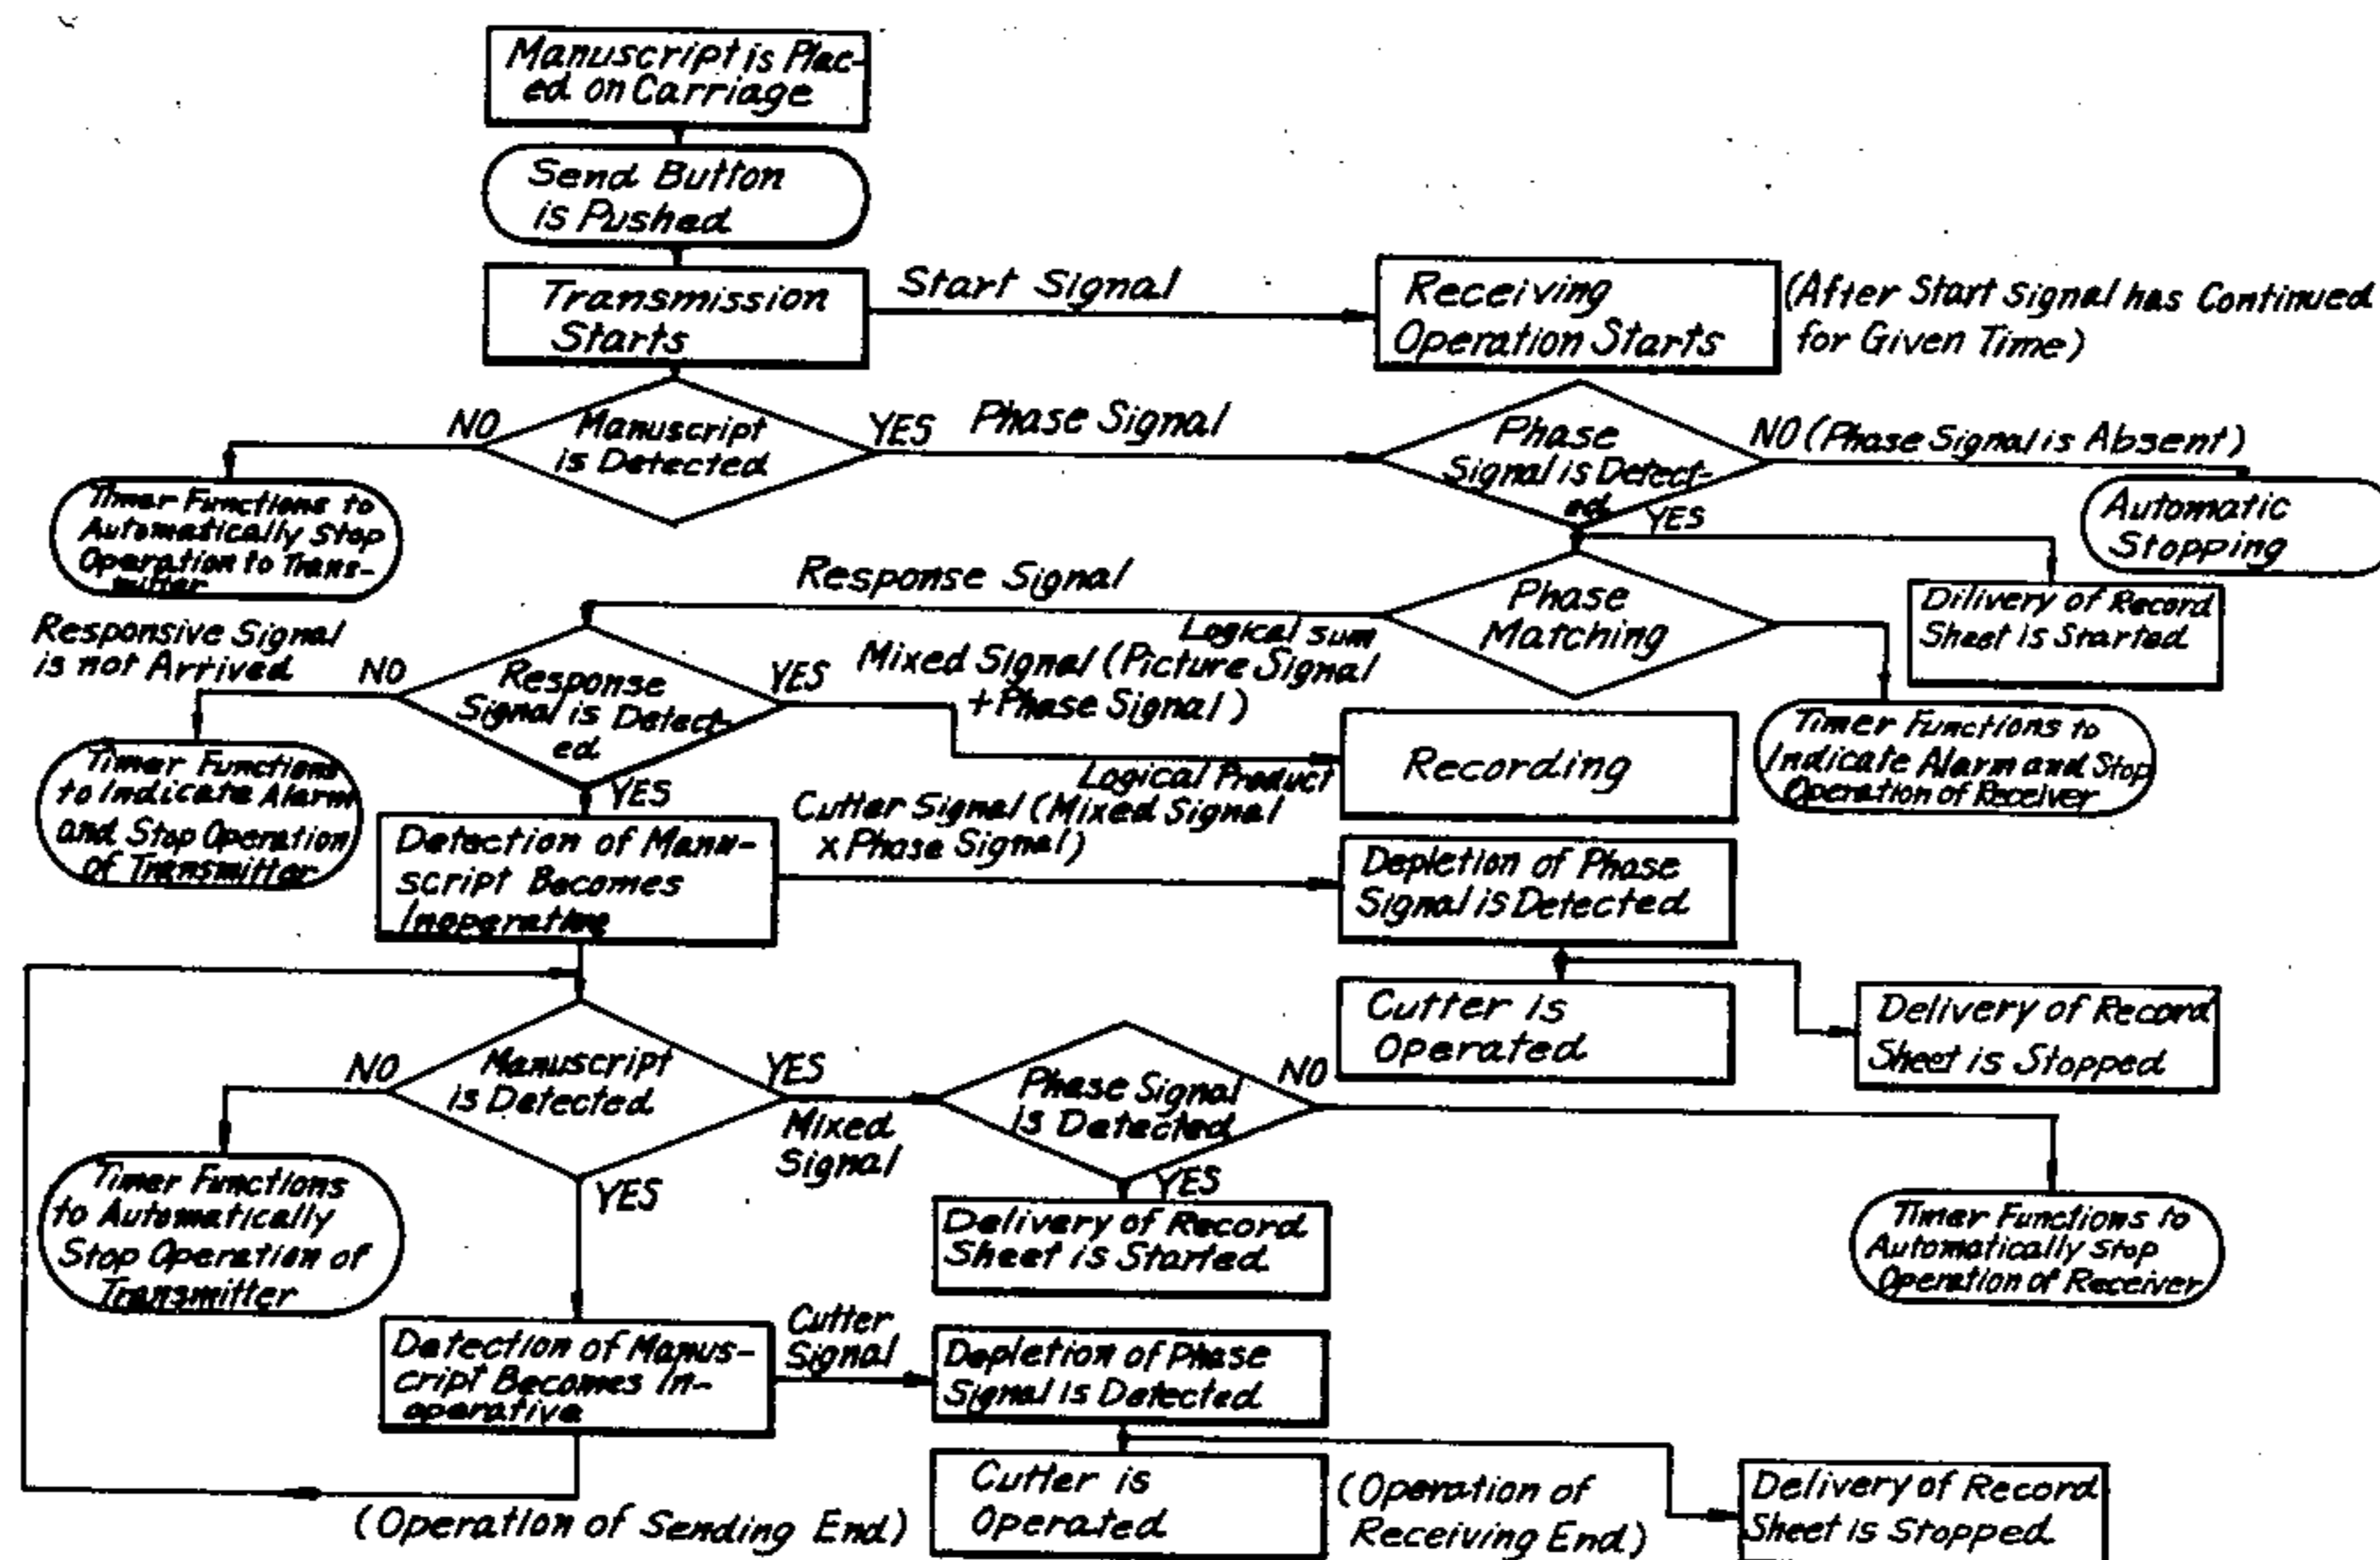 Manuscript is Plac-
ed on Carriage
Send Button
is Pushed
Transmission
Starts
Start Signal
Receiving
Operation Starts
(After Start Signal has Continued
for Given Time)
NO
Manuscript
is Detected
YES
Phase Signal
Phase
Signal is Detect-
ed
NO (Phase Signal is Absent)
YES
Timer Functions to
Automatically Stop
Operation to Trans-
mitter
Automatic
Stopping
Response Signal
Phase
Matching
Dilivery of Record
Sheet is Started
Responsive Signal
is not Arrived
NO
Response
Signal is Detect-
ed
YES
Logical sum
Mixed Signal (Picture Signal
+Phase Signal)
Recording
Timer Functions to
Indicate Alarm and Stop
Operation of Receiver
Timer Functions
to Indicate Alarm
and Stop Operation
of Transmitter
YES
Logical Product
Cutter Signal (Mixed Signal
x Phase Signal)
Detection of Manu-
script Becomes
Inoperative
Depletion of Phase
Signal is Detected
Cutter is
Operated
Delivery of Record
Sheet is Stopped
NO
Manuscript
is Detected
YES
Mixed
Signal
Phase Signal
is Detected
NO
YES
YES
Timer Functions
to Automatically
Stop Operation of
Transmitter
Delivery of Record
Sheet is Started
Timer Functions to
Automatically Stop
Operation of Receiver
Detection of Manus-
cript Becomes In-
operative
Cutter
Signal
Depletion of Phase
Signal is Detected
Cutter is
Operated
(Operation of Sending End)
(Operation of
Receiving End)
Delivery of Record
Sheet is Stopped